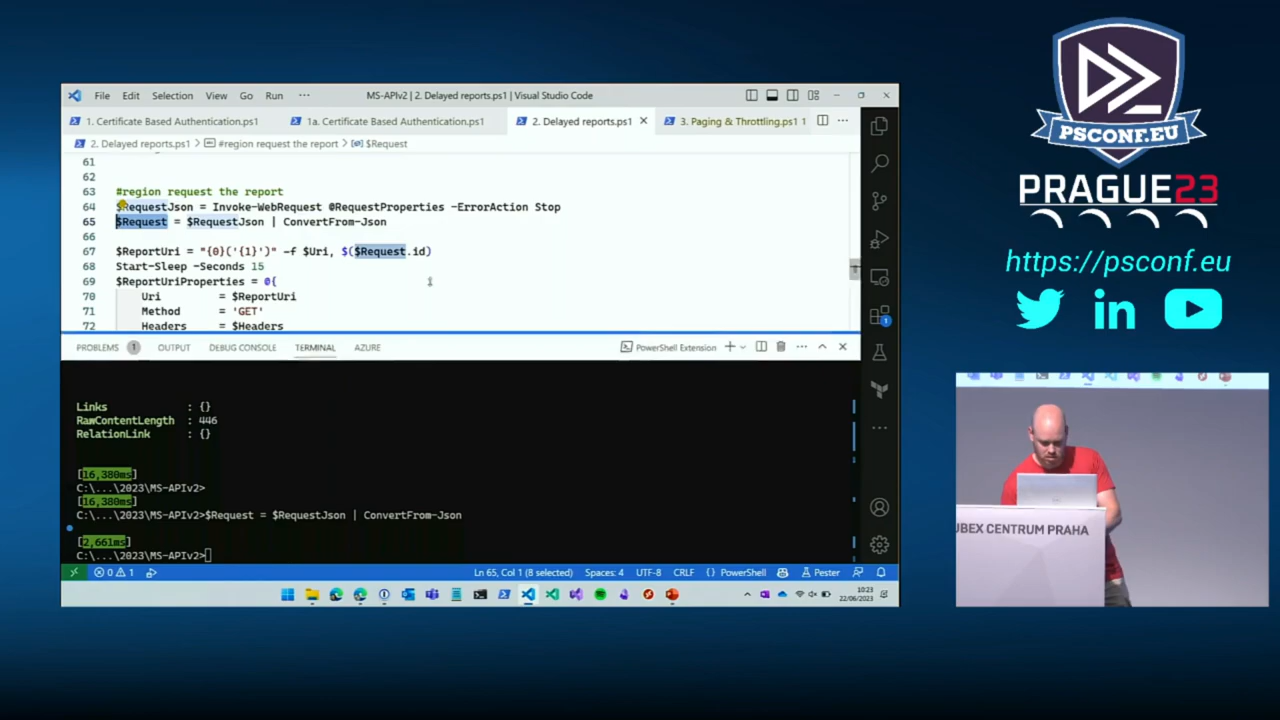 File Edit Selection View Go Run ··· MS-APIv2 | 2. Delayed reports.ps1 | Visual Studio Code
1. Certificate Based Authentication.ps1 1a. Certificate Based Authentication.ps1 2. Delayed reports.ps1 3. Paging & Throttling.ps1 1
2. Delayed reports.ps1 > #region request the report > $Request
61
62
63 #region request the report
64 $RequestJson = Invoke-WebRequest @RequestProperties -ErrorAction Stop
65 $Request = $RequestJson | ConvertFrom-Json
66
67 $ReportUri = "{0}('{1}')" -f $Uri, $($Request.id)
68 Start-Sleep -Seconds 15
69 $ReportUriProperties = @{
70 Uri = $ReportUri
71 Method = 'GET'
72 Headers = $Headers
PROBLEMS 1 OUTPUT DEBUG CONSOLE TERMINAL AZURE PowerShell Extension
Links : {}
RawContentLength : 446
RelationLink : {}
[16,380ms]
C:\...\2023\MS-APIv2>
[16,380ms]
C:\...\2023\MS-APIv2>$Request = $RequestJson | ConvertFrom-Json
[2,661ms]
C:\...\2023\MS-APIv2>
0 1 Ln 65, Col 1 (8 selected) Spaces: 4 UTF-8 CRLF {} PowerShell Pester
10:23
22/06/2023
PSCONF.EU
PRAGUE23
https://psconf.eu
in
UBEX CENTRUM PRAHA